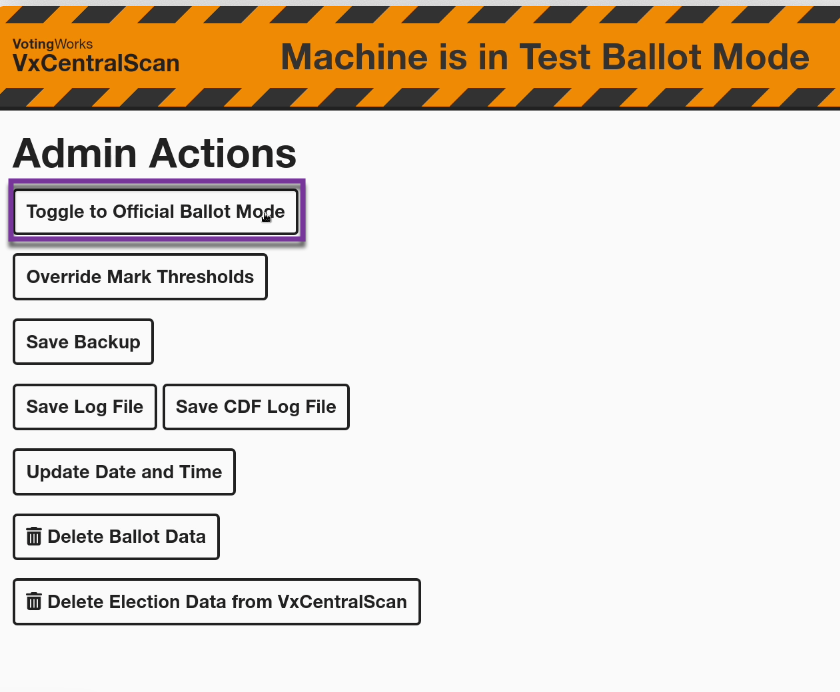 VotingWorks
VxCentralScan
Machine is in Test Ballot Mode
Admin Actions
Toggle to Official Ballot Mode
Override Mark Thresholds
Save Backup
Save Log File Save CDF Log File
Update Date and Time
Delete Ballot Data
Delete Election Data from VxCentralScan